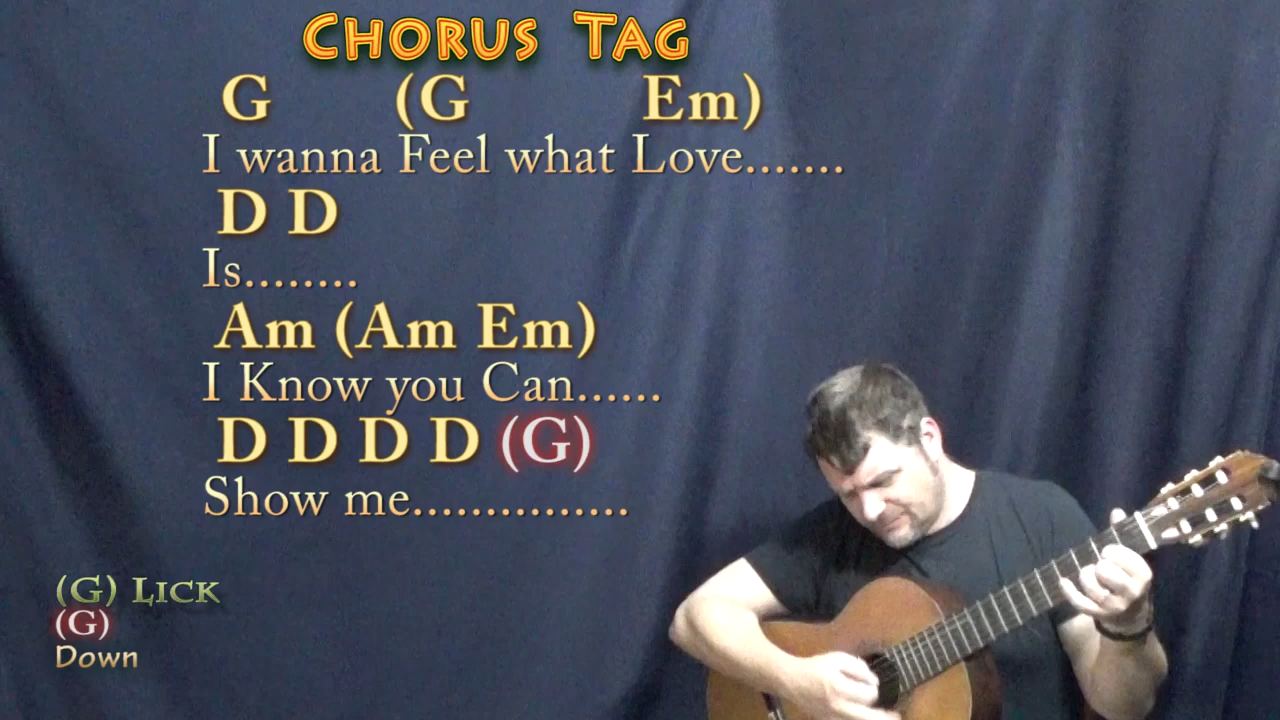 CHORUS TAG
G (G Em)
I wanna Feel what Love.......
D D
Is........
Am (Am Em)
I Know you Can......
D D D D (G)
Show me...............
(G) LICK
(G)
Down